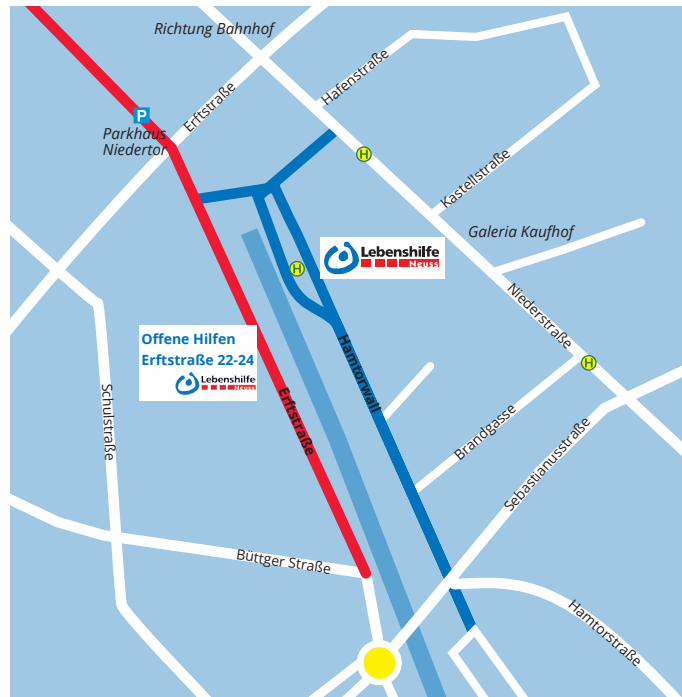 Richtung Bahnhof
Hafenstraße
Erftstraße
P
Parkhaus
Niedertor
H
Kastellstraße
Galeria Kaufhof
Lebenshilfe
Neuss
H
Niederstraße
Offene Hilfen
Erftstraße 22-24
Lebenshilfe
Neuss
Hamtorwall
H
Schulstraße
Erftstraße
Brandgasse
Sebastianusstraße
Büttger Straße
Hamtorstraße